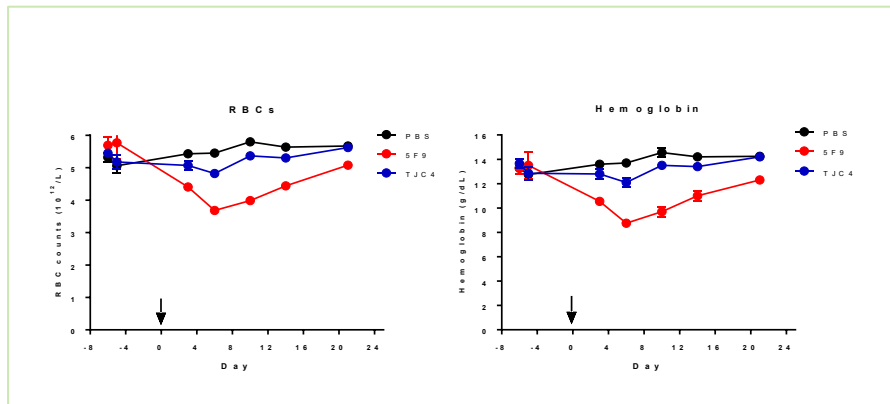 RBCs
6
5
4
3
2
1
0
RBC counts (10^12/L)
-8 -4 0 4 8 12 16 20 24
Day
PBS
5F9
TJC4
Hemoglobin
16
14
12
10
8
6
4
2
0
Hemoglobin (g/dL)
-8 -4 0 4 8 12 16 20 24
Day
PBS
5F9
TJC4